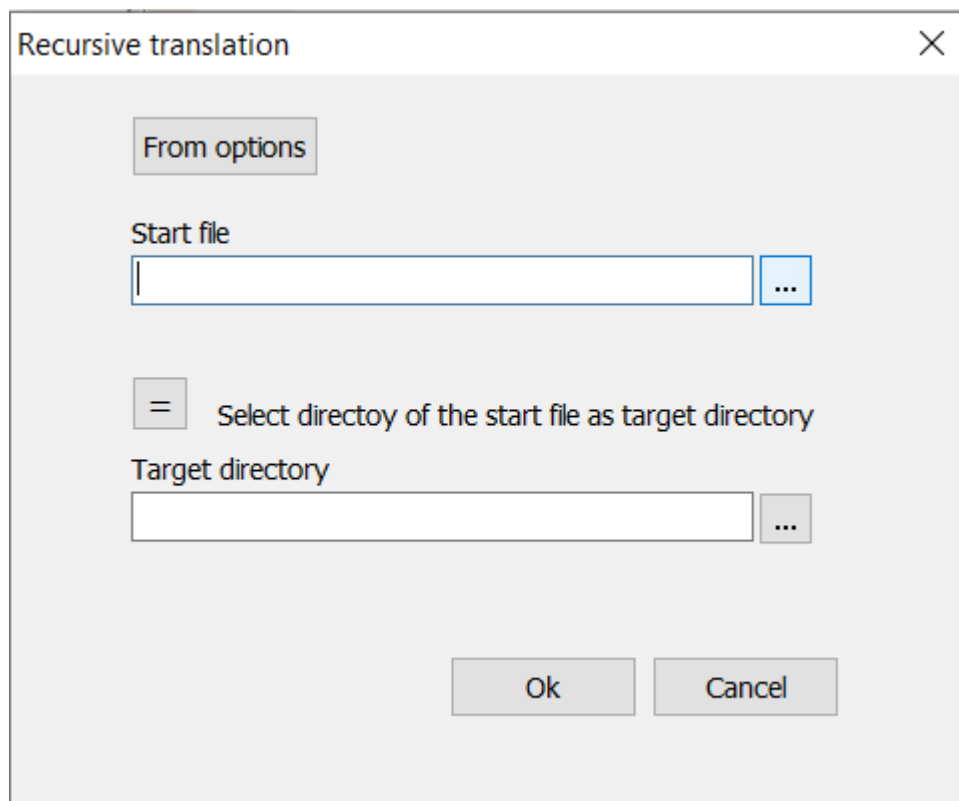 Recursive translation
From options
Start file
...
=
Select directoy of the start file as target directory
Target directory
...
Ok
Cancel